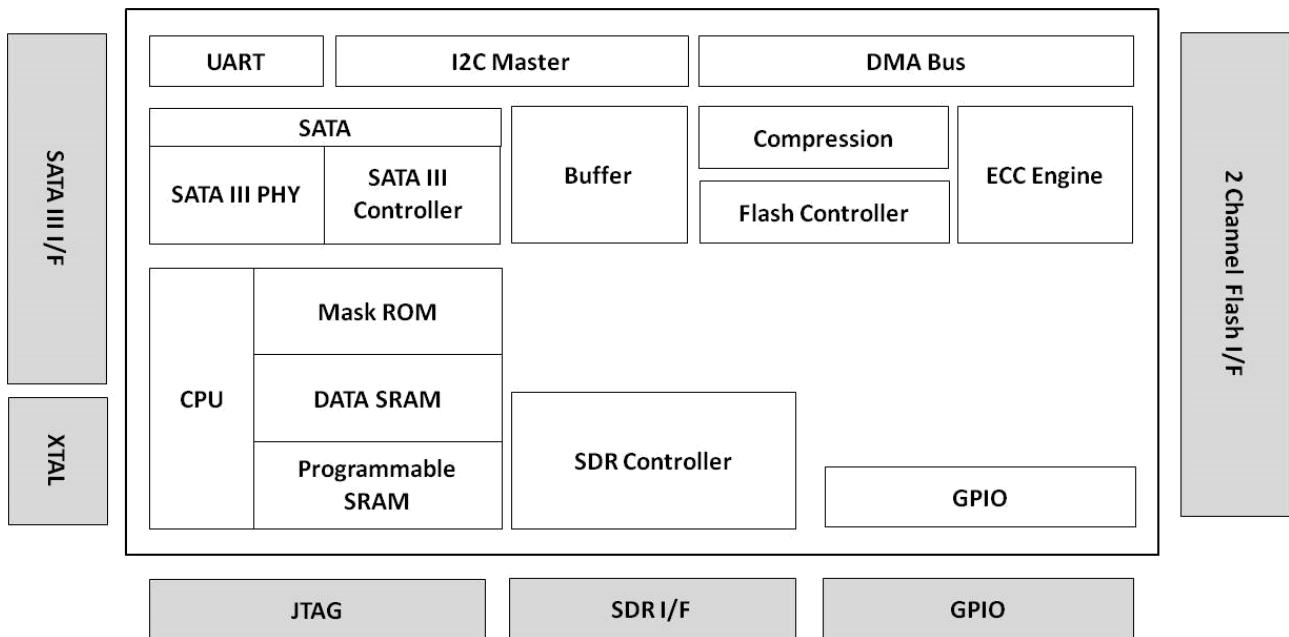 UART
I2C Master
DMA Bus
SATA
SATA III PHY
SATA III
Controller
Buffer
Compression
Flash Controller
ECC Engine
SATA III I/F
XTAL
CPU
Mask ROM
DATA SRAM
Programmable
SRAM
SDR Controller
GPIO
2 Channel Flash I/F
JTAG
SDR I/F
GPIO